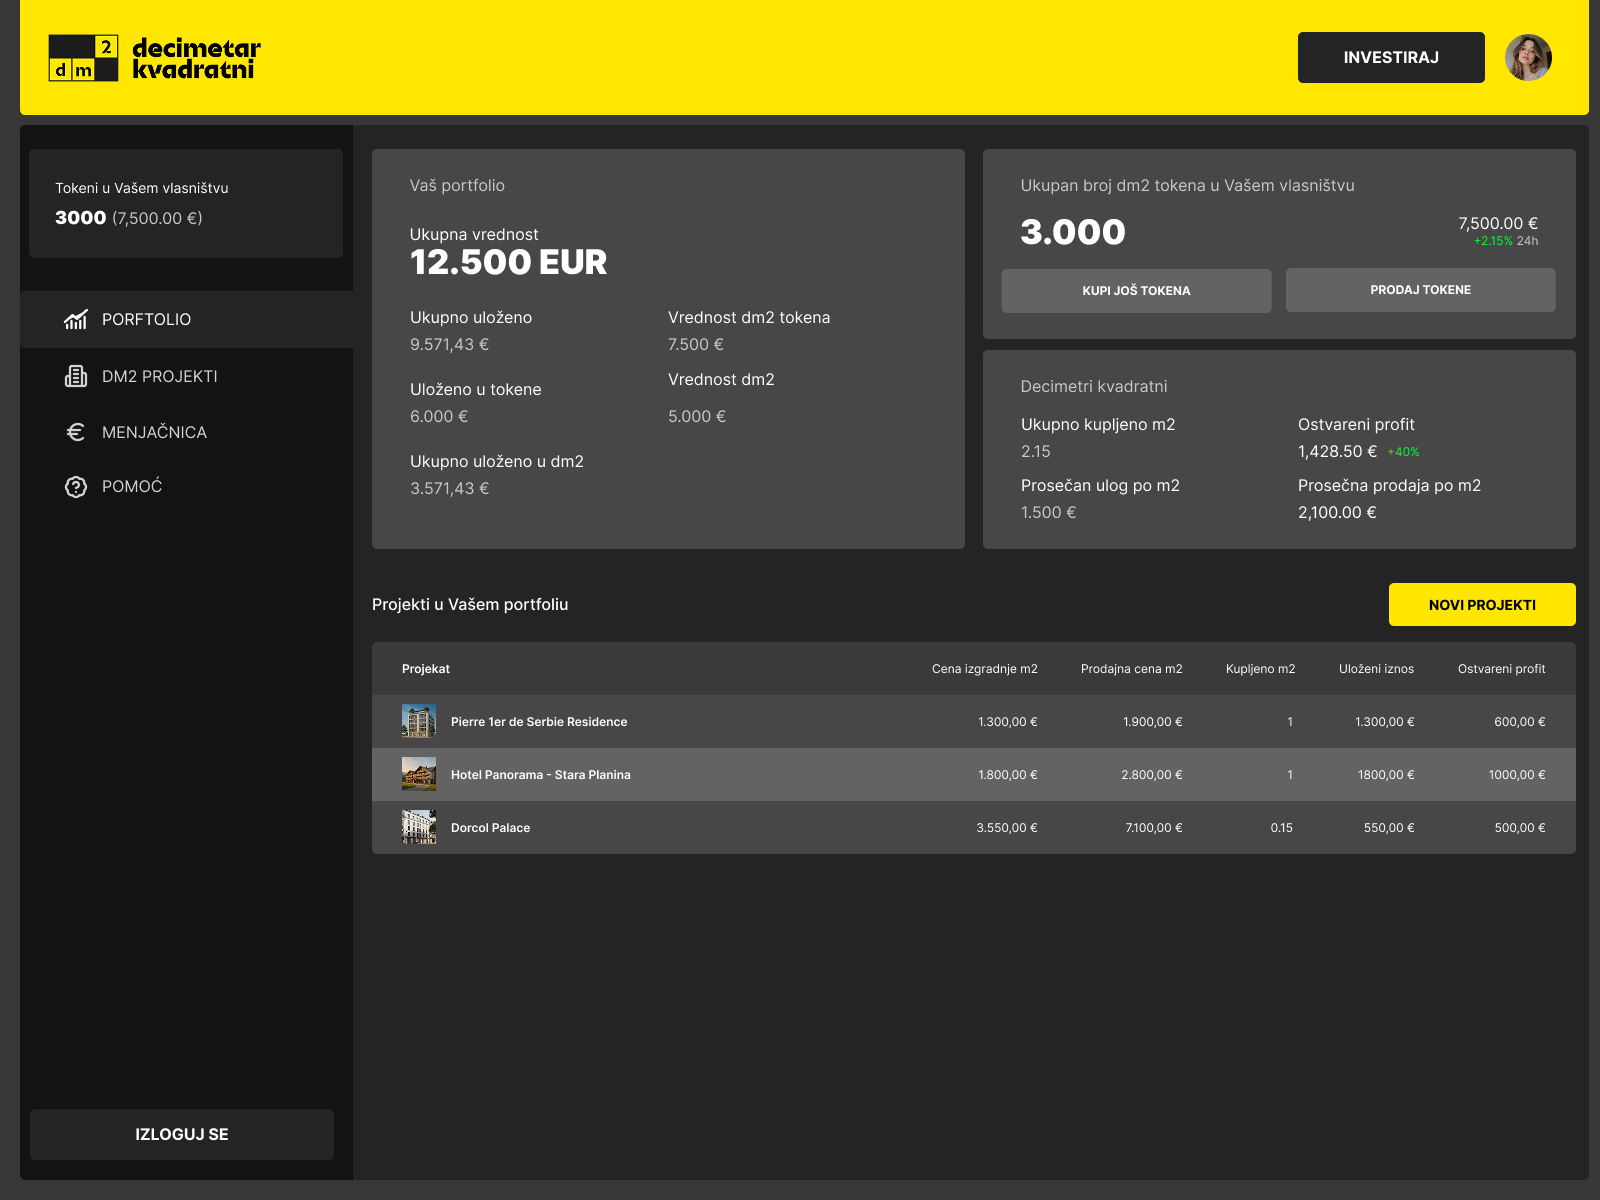 2
d m
decimetar
kvadratni
INVESTIRAJ
Tokeni u Vašem vlasništvu
3000 (7,500.00 €)
PORFTOLIO
DM2 PROJEKTI
MENJAČNICA
POMOĆ
IZLOGUJ SE
Vaš portfolio
Ukupna vrednost
12.500 EUR
Ukupno uloženo
9.571,43 €
Uloženo u tokene
6.000 €
Ukupno uloženo u dm2
3.571,43 €
Vrednost dm2 tokena
7.500 €
Vrednost dm2
5.000 €
Ukupan broj dm2 tokena u Vašem vlasništvu
3.000
7,500.00 €
+2.15% 24h
KUPI JOŠ TOKENA
PRODAJ TOKENE
Decimetri kvadratni
Ukupno kupljeno m2
2.15
Prosečan ulog po m2
1.500 €
Ostvareni profit
1,428.50 € +40%
Prosečna prodaja po m2
2,100.00 €
Projekti u Vašem portfoliu
NOVI PROJEKTI
Projekat Cena izgradnje m2 Prodajna cena m2 Kupljeno m2 Uloženi iznos Ostvareni profit
Pierre 1er de Serbie Residence 1.300,00 € 1.900,00 € 1 1.300,00 € 600,00 €
Hotel Panorama - Stara Planina 1.800,00 € 2.800,00 € 1 1800,00 € 1000,00 €
Dorcol Palace 3.550,00 € 7.100,00 € 0.15 550,00 € 500,00 €